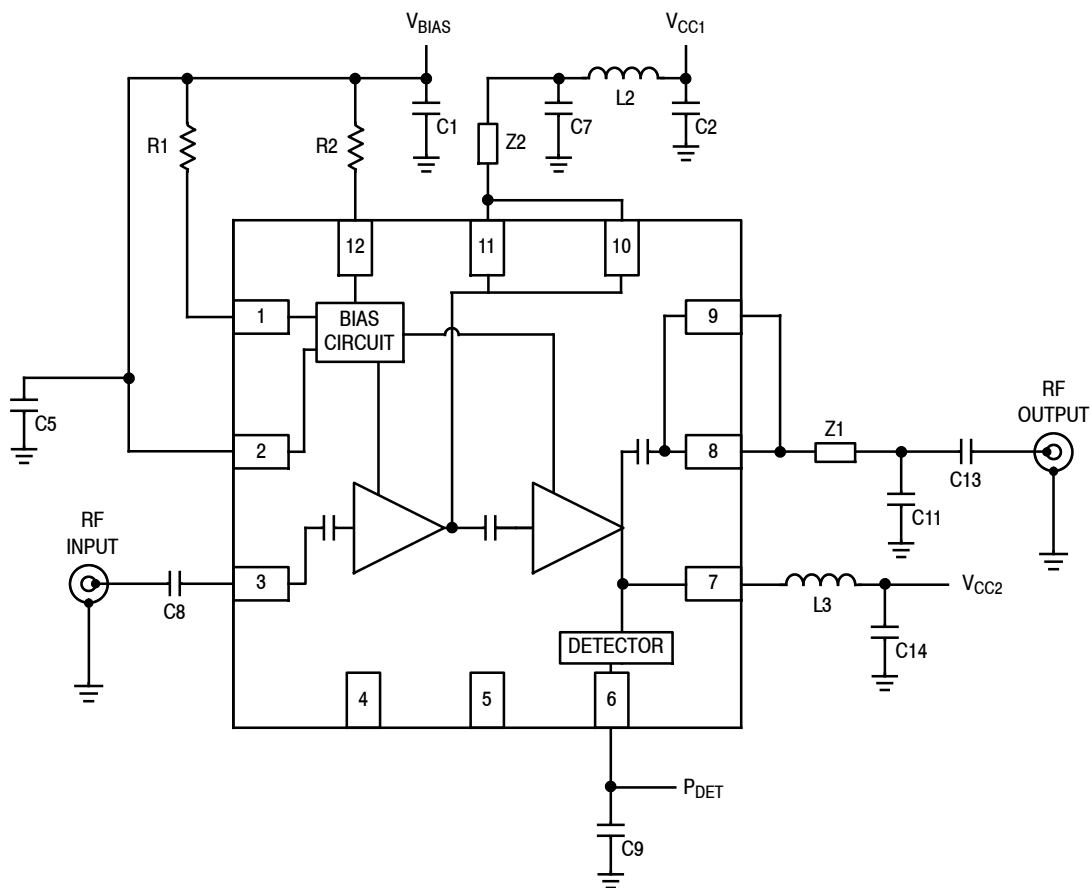 VBIAS
VCC1
L2
C1
C7
C2
R1
R2
Z2
12
11
10
1
BIAS
CIRCUIT
9
C5
RF
OUTPUT
2
8
Z1
C13
C11
RF
INPUT
3
C8
7
L3
VCC2
DETECTOR
C14
4
5
6
PDET
C9